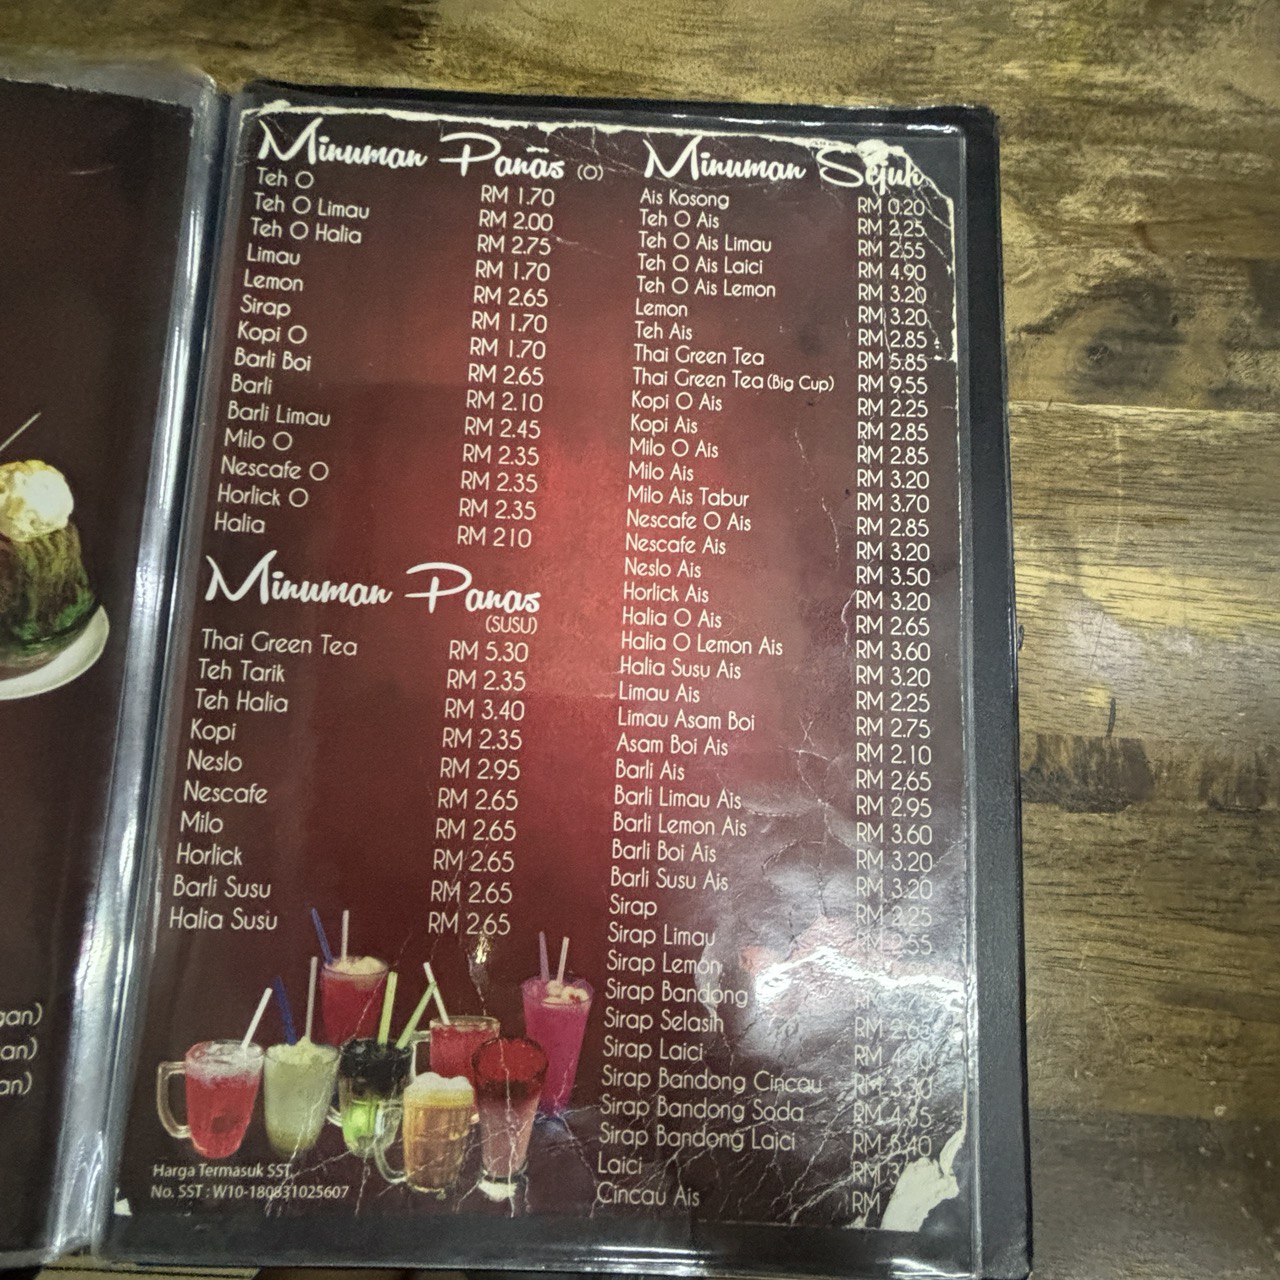 Minuman Panas (O)
Teh O RM 1.70
Teh O Limau RM 2.00
Teh O Halia RM 2.75
Limau RM 1.70
Lemon RM 2.65
Sirap RM 1.70
Kopi O RM 1.70
Barli Boi RM 2.65
Barli RM 2.10
Barli Limau RM 2.45
Milo O RM 2.35
Nescafe O RM 2.35
Horlick O RM 2.35
Halia RM 210
Minuman Panas
(SUSU)
Thai Green Tea RM 5.30
Teh Tarik RM 2.35
Teh Halia RM 3.40
Kopi RM 2.35
Neslo RM 2.95
Nescafe RM 2.65
Milo RM 2.65
Horlick RM 2.65
Barli Susu RM 2.65
Halia Susu RM 2.65
Harga Termasuk SST
No. SST : W10-180831025607
Minuman Sejuk
Ais Kosong RM 0.20
Teh O Ais RM 2.25
Teh O Ais Limau RM 2.55
Teh O Ais Laici RM 4.90
Teh O Ais Lemon RM 3.20
Lemon RM 3.20
Teh Ais RM 2.85
Thai Green Tea RM 5.85
Thai Green Tea (Big Cup) RM 9.55
Kopi O Ais RM 2.25
Kopi Ais RM 2.85
Milo O Ais RM 2.85
Milo Ais RM 3.20
Milo Ais Tabur RM 3.70
Nescafe O Ais RM 2.85
Nescafe Ais RM 3.20
Neslo Ais RM 3.50
Horlick Ais RM 3.20
Halia O Ais RM 2.65
Halia O Lemon Ais RM 3.60
Halia Susu Ais RM 3.20
Limau Ais RM 2.25
Limau Asam Boi RM 2.75
Asam Boi Ais RM 2.10
Barli Ais RM 2.65
Barli Limau Ais RM 2.95
Barli Lemon Ais RM 3.60
Barli Boi Ais RM 3.20
Barli Susu Ais RM 3.20
Sirap RM 2.25
Sirap Limau RM 2.55
Sirap Lemon
Sirap Bandong
Sirap Selasih RM 2.65
Sirap Laici RM 4.90
Sirap Bandong Cincau RM
Sirap Bandong Soda RM 4.35
Sirap Bandong Laici RM 5.40
Laici RM
Cincau Ais RM